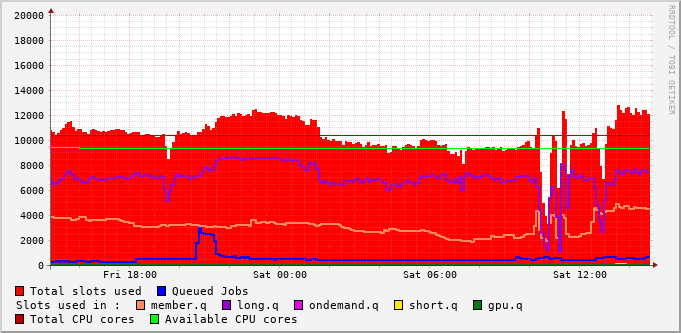 20000
18000
16000
14000
12000
10000
8000
6000
4000
2000
0
Fri 18:00 Sat 00:00 Sat 06:00 Sat 12:00
RRDTOOL / TOBI OETIKER
Total slots used Queued Jobs
Slots used in : member.q long.q ondemand.q short.q gpu.q
Total CPU cores Available CPU cores